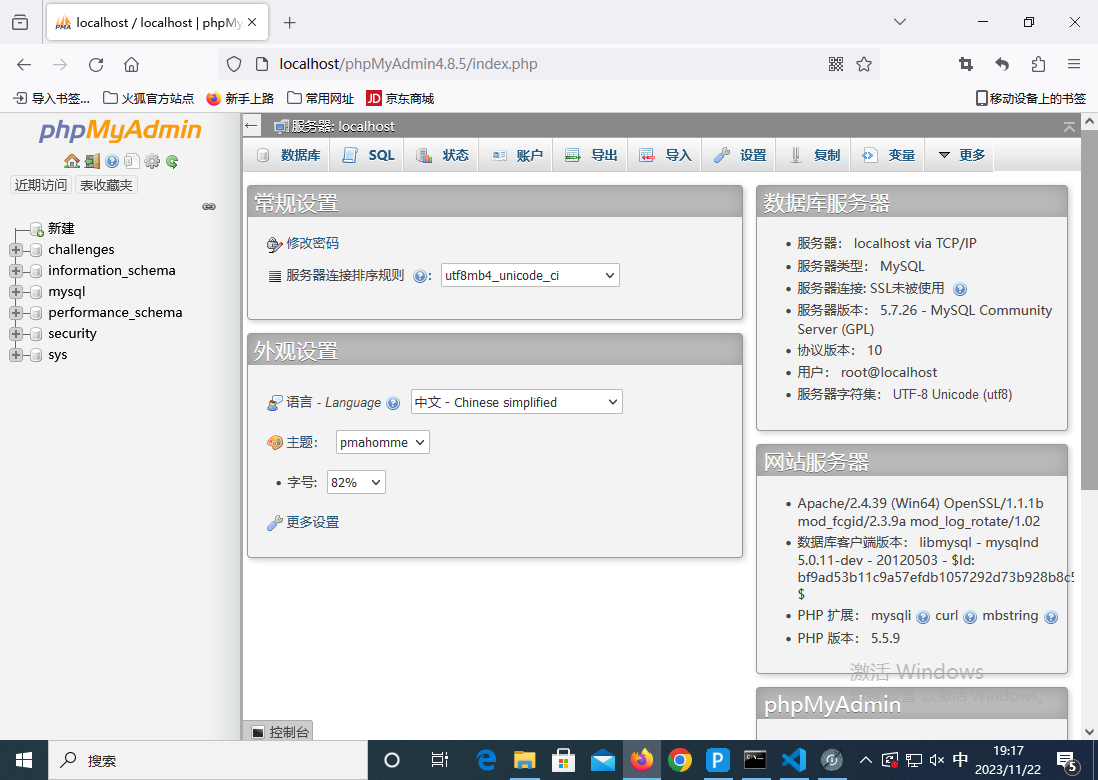 localhost / localhost | phpMy
localhost/phpMyAdmin4.8.5/index.php
导入书签... 火狐官方站点 新手上路 常用网址 JD 京东商城 移动设备上的书签
phpMyAdmin
近期访问 表收藏夹
新建
challenges
information_schema
mysql
performance_schema
security
sys
服务器: localhost
数据库 SQL 状态 账户 导出 导入 设置 复制 变量 更多
常规设置
修改密码
服务器连接排序规则 : utf8mb4_unicode_ci
外观设置
语言 - Language 中文 - Chinese simplified
主题: pmahomme
字号: 82%
更多设置
数据库服务器
服务器: localhost via TCP/IP
服务器类型: MySQL
服务器连接: SSL未被使用
服务器版本: 5.7.26 - MySQL Community
Server (GPL)
协议版本: 10
用户: root@localhost
服务器字符集: UTF-8 Unicode (utf8)
网站服务器
Apache/2.4.39 (Win64) OpenSSL/1.1.1b
mod_fcgid/2.3.9a mod_log_rotate/1.02
数据库客户端版本: libmysql - mysqlnd
5.0.11-dev - 20120503 - $Id:
bf9ad53b11c9a57efdb1057292d73b928b8c5
$
PHP 扩展: mysqli curl mbstring
PHP 版本: 5.5.9
激活 Windows
phpMyAdmin
控制台
搜索
中
19:17
2023/11/22
5